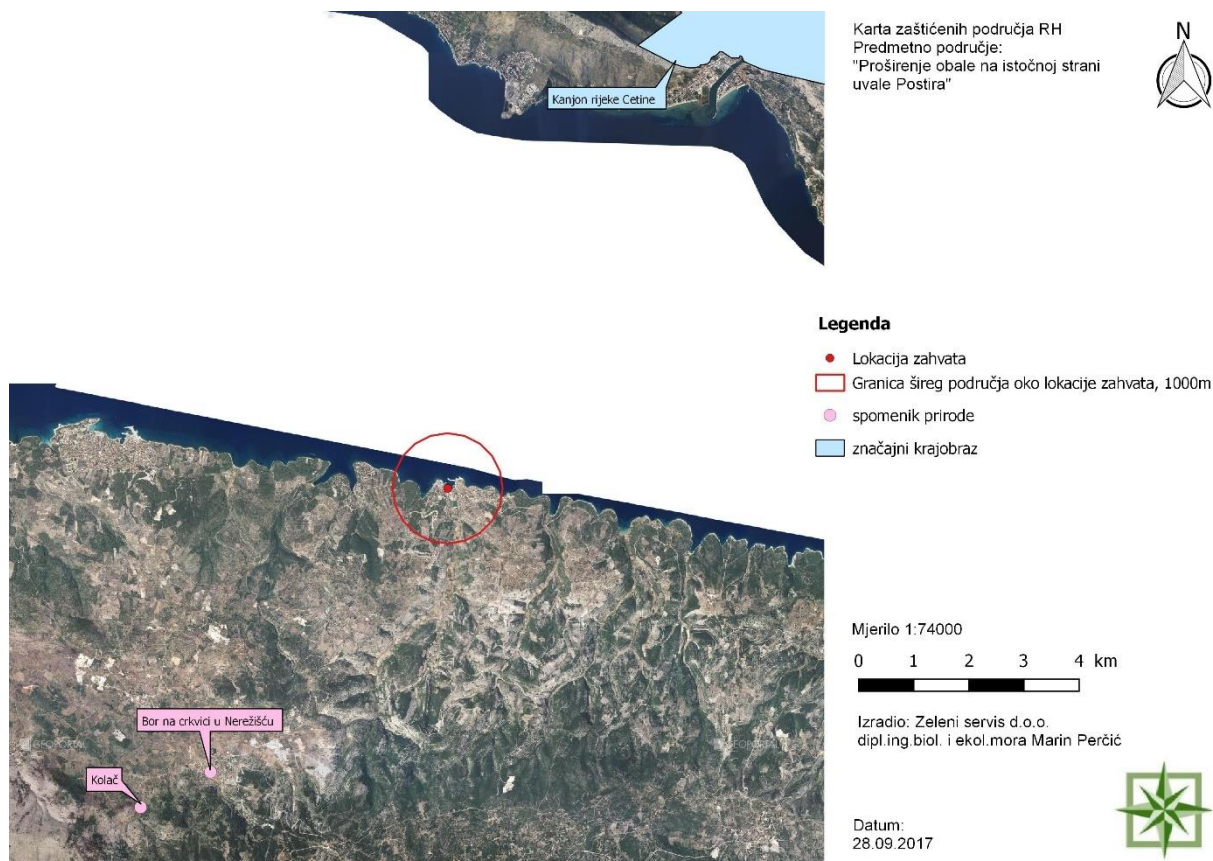 Karta zaštićenih područja RH
Predmetno područje:
"Proširenje obale na istočnoj strani
uvale Postira"
N
Kanjon rijeke Cetine
Legenda
Lokacija zahvata
Granica šireg područja oko lokacije zahvata, 1000m
spomenik prirode
značajni krajobraz
Mjerilo 1:74000
0 1 2 3 4 km
Izradio: Zeleni servis d.o.o.
dipl.ing.biol. i ekol.mora Marin Perčić
Bor na crkvici u Nerežišću
Kolač
GEOPORTAL
Datum:
28.09.2017